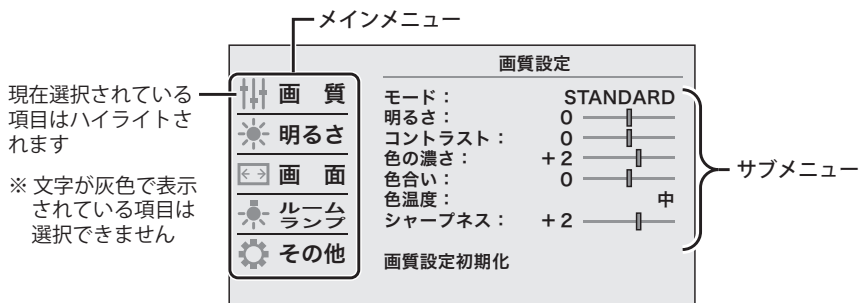 メインメニュー
現在選択されている
項目はハイライトさ
れます
※ 文字が灰色で表示
されている項目は
選択できません
画 質
明るさ
画 面
ルーム
ランプ
その他
画質設定
モード： STANDARD
明るさ： 0
コントラスト： 0
色の濃さ： +2
色合い： 0
色温度： 中
シャープネス： +2
画質設定初期化
サブメニュー